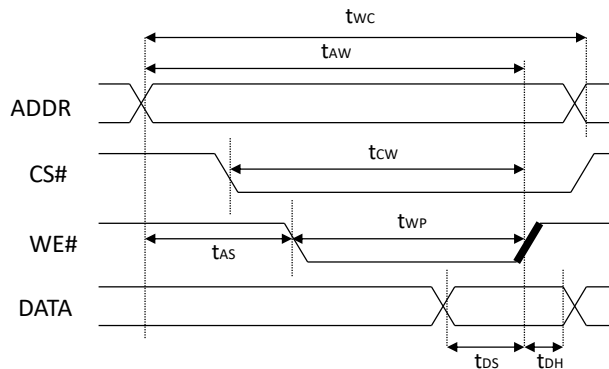 tWC
tAW
ADDR
tCW
CS#
tWP
WE#
tAS
DATA
tDS
tDH